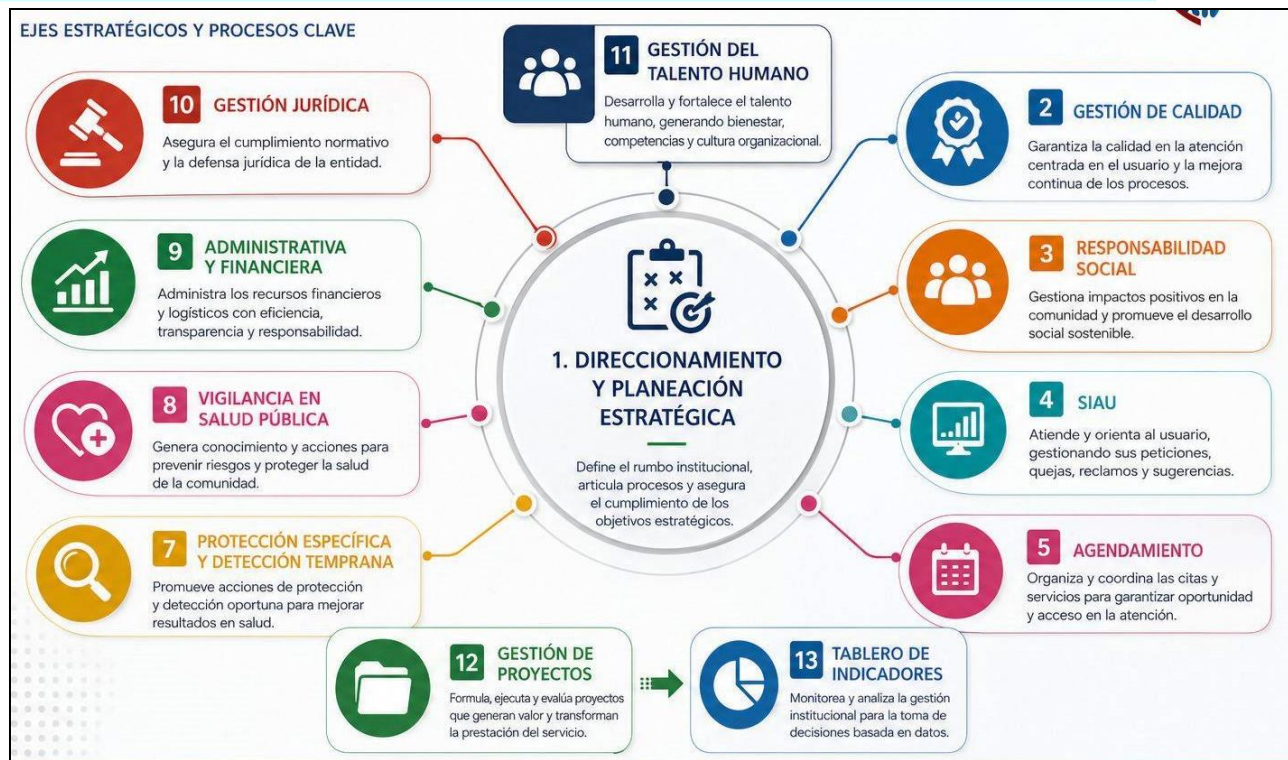 EJES ESTRATÉGICOS Y PROCESOS CLAVE
11 GESTIÓN DEL
TALENTO HUMANO
Desarrolla y fortalece el talento
humano, generando bienestar,
competencias y cultura organizacional.
10 GESTIÓN JURÍDICA
Asegura el cumplimiento normativo
y la defensa jurídica de la entidad.
2 GESTIÓN DE CALIDAD
Garantiza la calidad en la atención
centrada en el usuario y la mejora
continua de los procesos.
9 ADMINISTRATIVA
Y FINANCIERA
Administra los recursos financieros
y logísticos con eficiencia,
transparencia y responsabilidad.
3 RESPONSABILIDAD
SOCIAL
Gestiona impactos positivos en la
comunidad y promueve el desarrollo
social sostenible.
1. DIRECCIONAMIENTO
Y PLANEACIÓN
ESTRATÉGICA
Define el rumbo institucional,
articula procesos y asegura
el cumplimiento de los
objetivos estratégicos.
8 VIGILANCIA EN
SALUD PÚBLICA
Genera conocimiento y acciones para
prevenir riesgos y proteger la salud
de la comunidad.
4 SIAU
Atiende y orienta al usuario,
gestionando sus peticiones,
quejas, reclamos y sugerencias.
7 PROTECCIÓN ESPECÍFICA
Y DETECCIÓN TEMPRANA
Promueve acciones de protección
y detección oportuna para mejorar
resultados en salud.
5 AGENDAMIENTO
Organiza y coordina las citas y
servicios para garantizar oportunidad
y acceso en la atención.
12 GESTIÓN DE
PROYECTOS
Formula, ejecuta y evalúa proyectos
que generan valor y transforman
la prestación del servicio.
13 TABLERO DE
INDICADORES
Monitorea y analiza la gestión
institucional para la toma de
decisiones basada en datos.